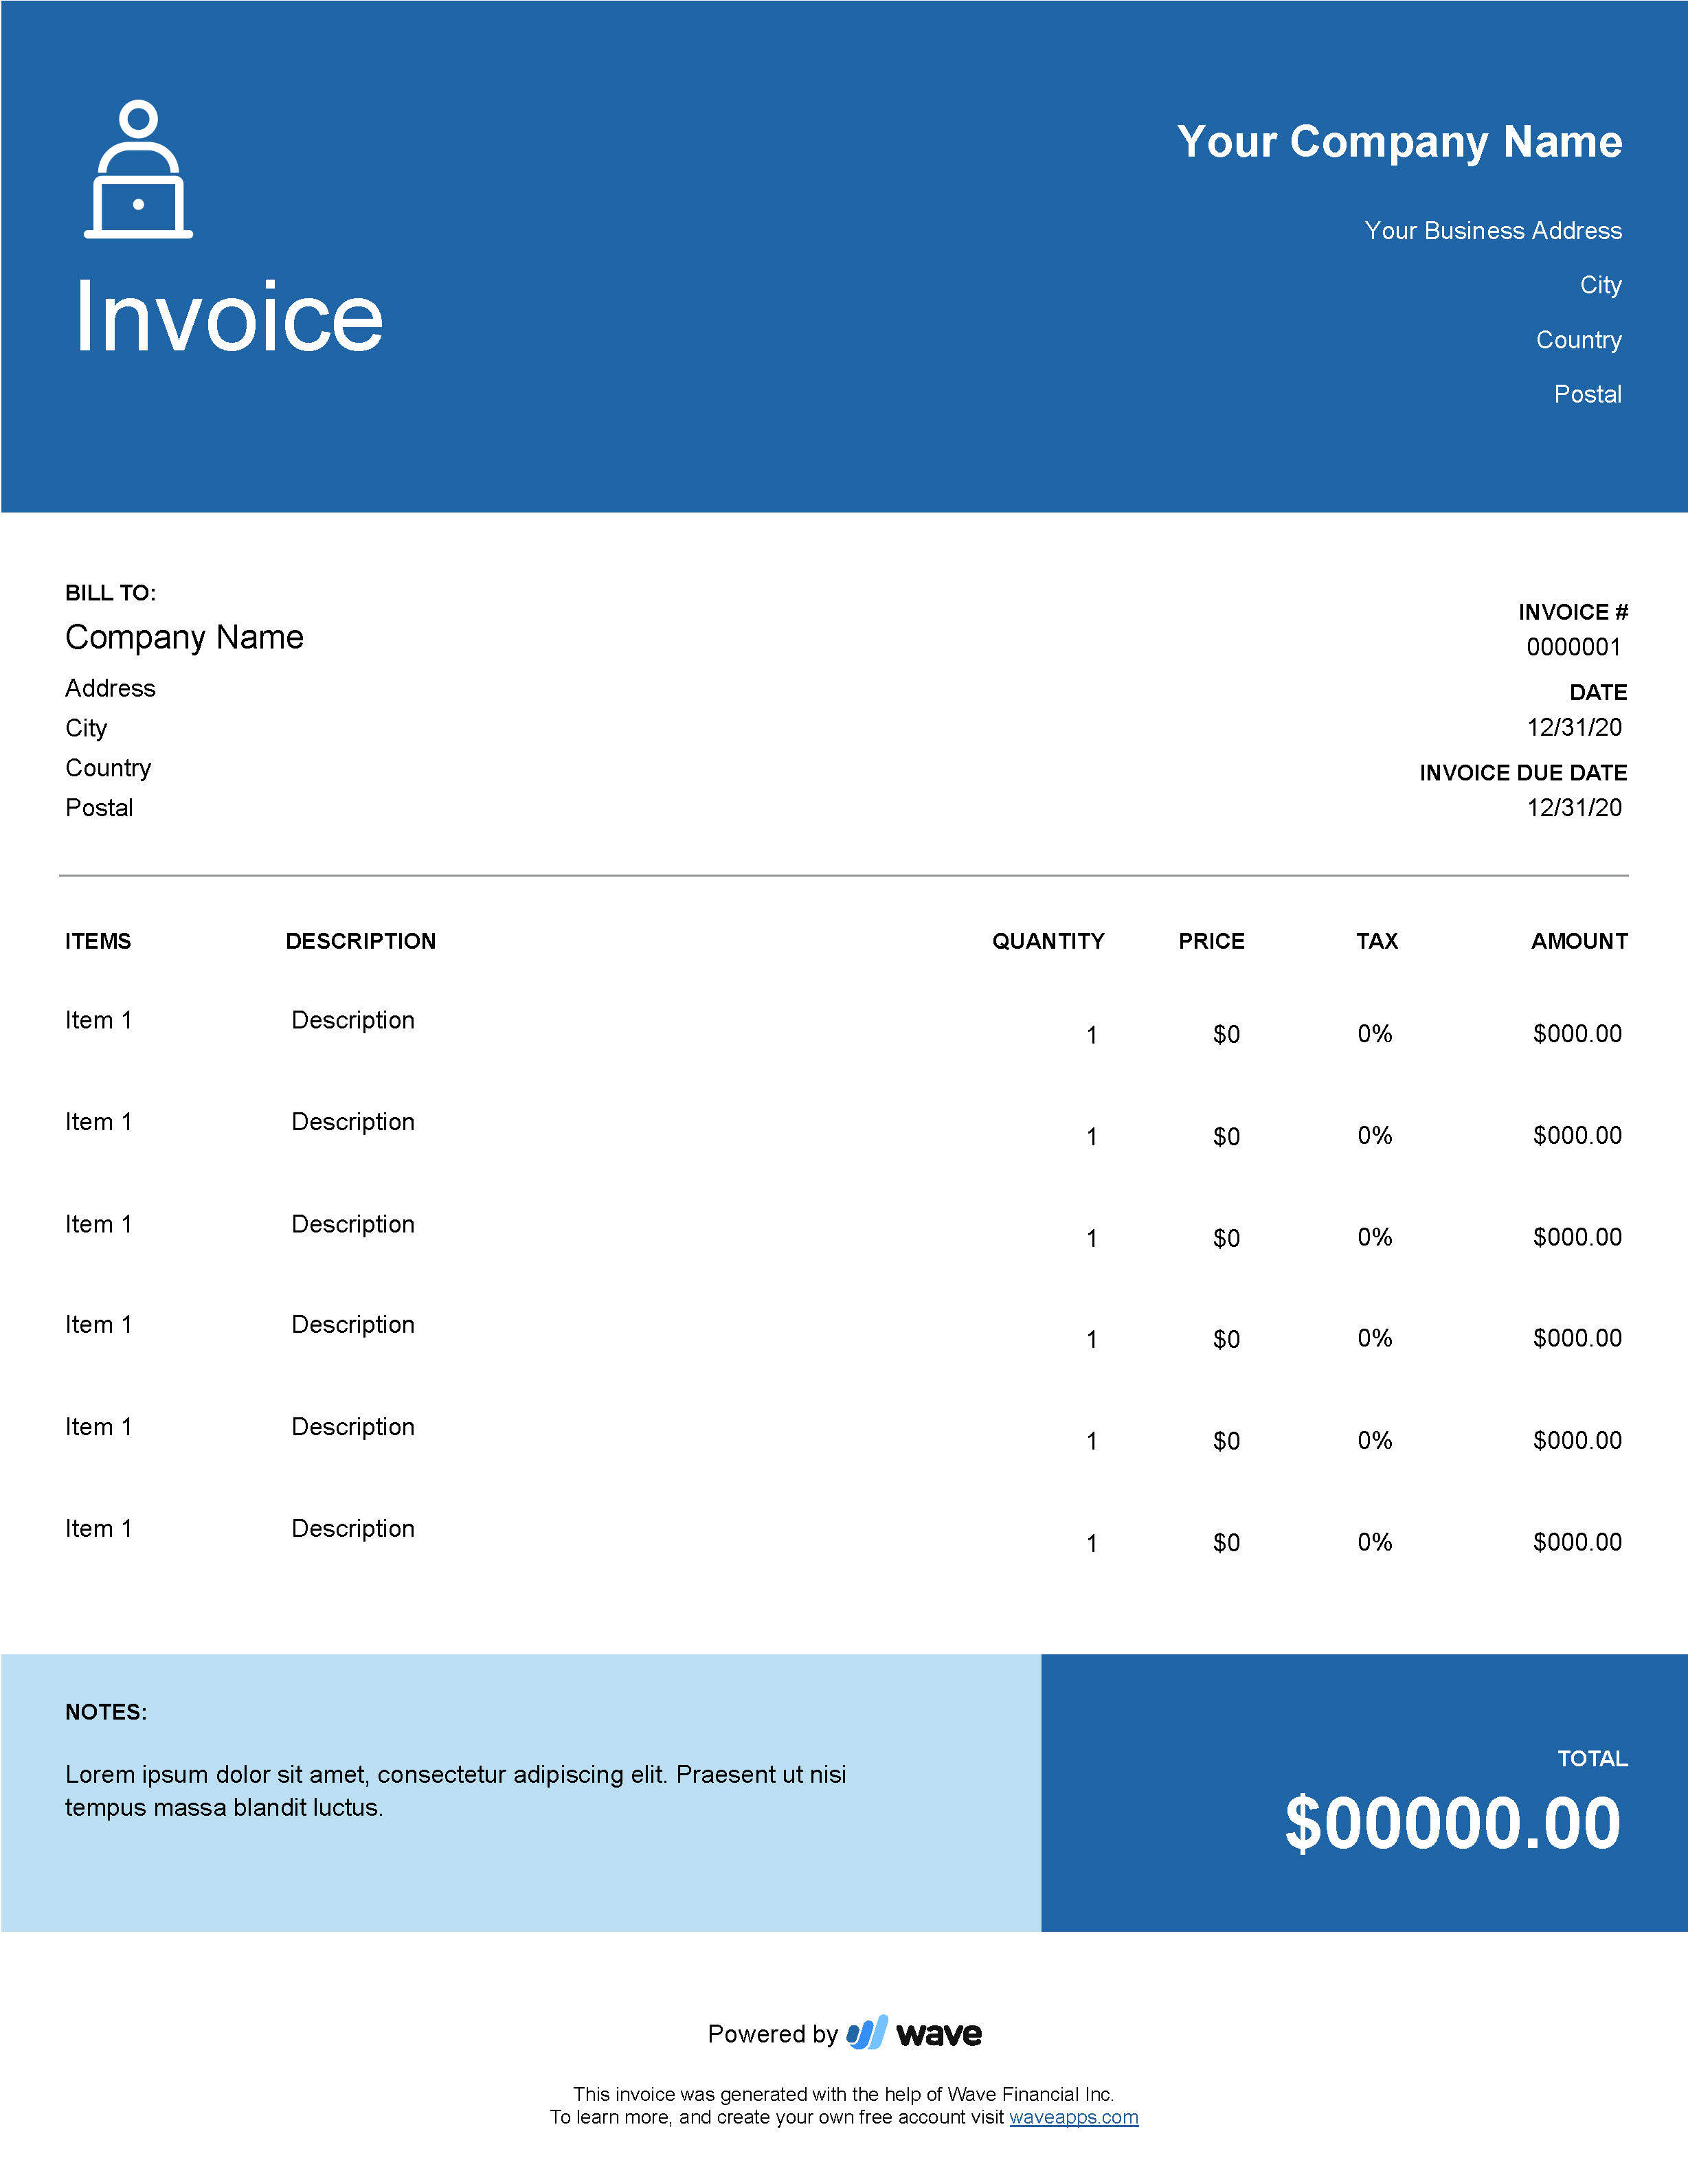 Invoice
Your Company Name
Your Business Address
City
Country
Postal
BILL TO:
Company Name
Address
City
Country
Postal
INVOICE #
0000001
DATE
12/31/20
INVOICE DUE DATE
12/31/20
ITEMS DESCRIPTION QUANTITY PRICE TAX AMOUNT
Item 1 Description 1 $0 0% $000.00
Item 1 Description 1 $0 0% $000.00
Item 1 Description 1 $0 0% $000.00
Item 1 Description 1 $0 0% $000.00
Item 1 Description 1 $0 0% $000.00
Item 1 Description 1 $0 0% $000.00
NOTES:
Lorem ipsum dolor sit amet, consectetur adipiscing elit. Praesent ut nisi
tempus massa blandit luctus.
TOTAL
$00000.00
Powered by wave
This invoice was generated with the help of Wave Financial Inc.
To learn more, and create your own free account visit waveapps.com